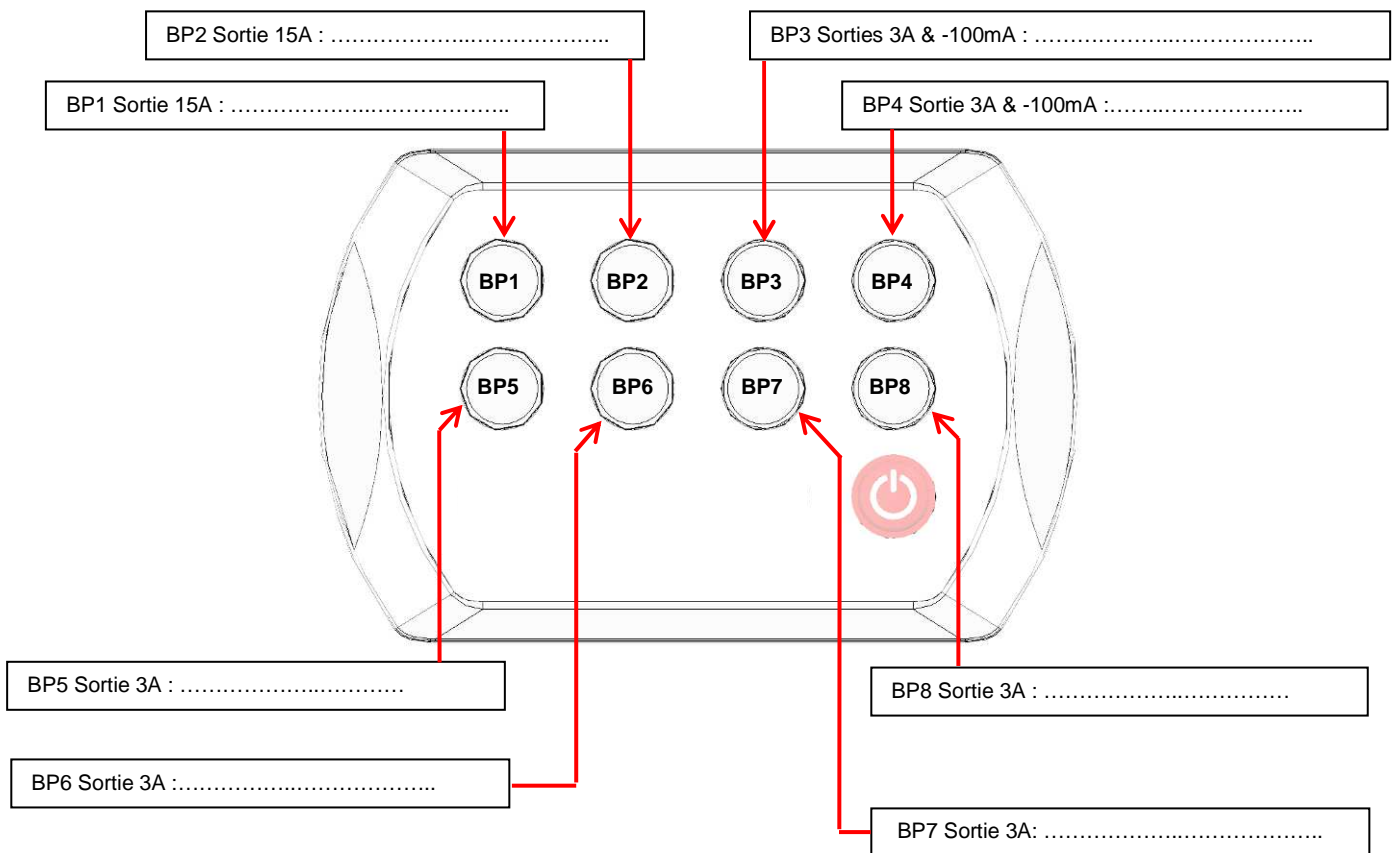 BP2 Sortie 15A : ………………..………………..
BP3 Sorties 3A & -100mA : ………………..………………..
BP1 Sortie 15A : ………………..………………..
BP4 Sortie 3A & -100mA :…….…………………..
BP1 BP2 BP3 BP4
BP5 BP6 BP7 BP8
BP5 Sortie 3A : ………………..…………
BP8 Sortie 3A : ………………..……………
BP6 Sortie 3A :……………..………………..
BP7 Sortie 3A: ………………..………………..